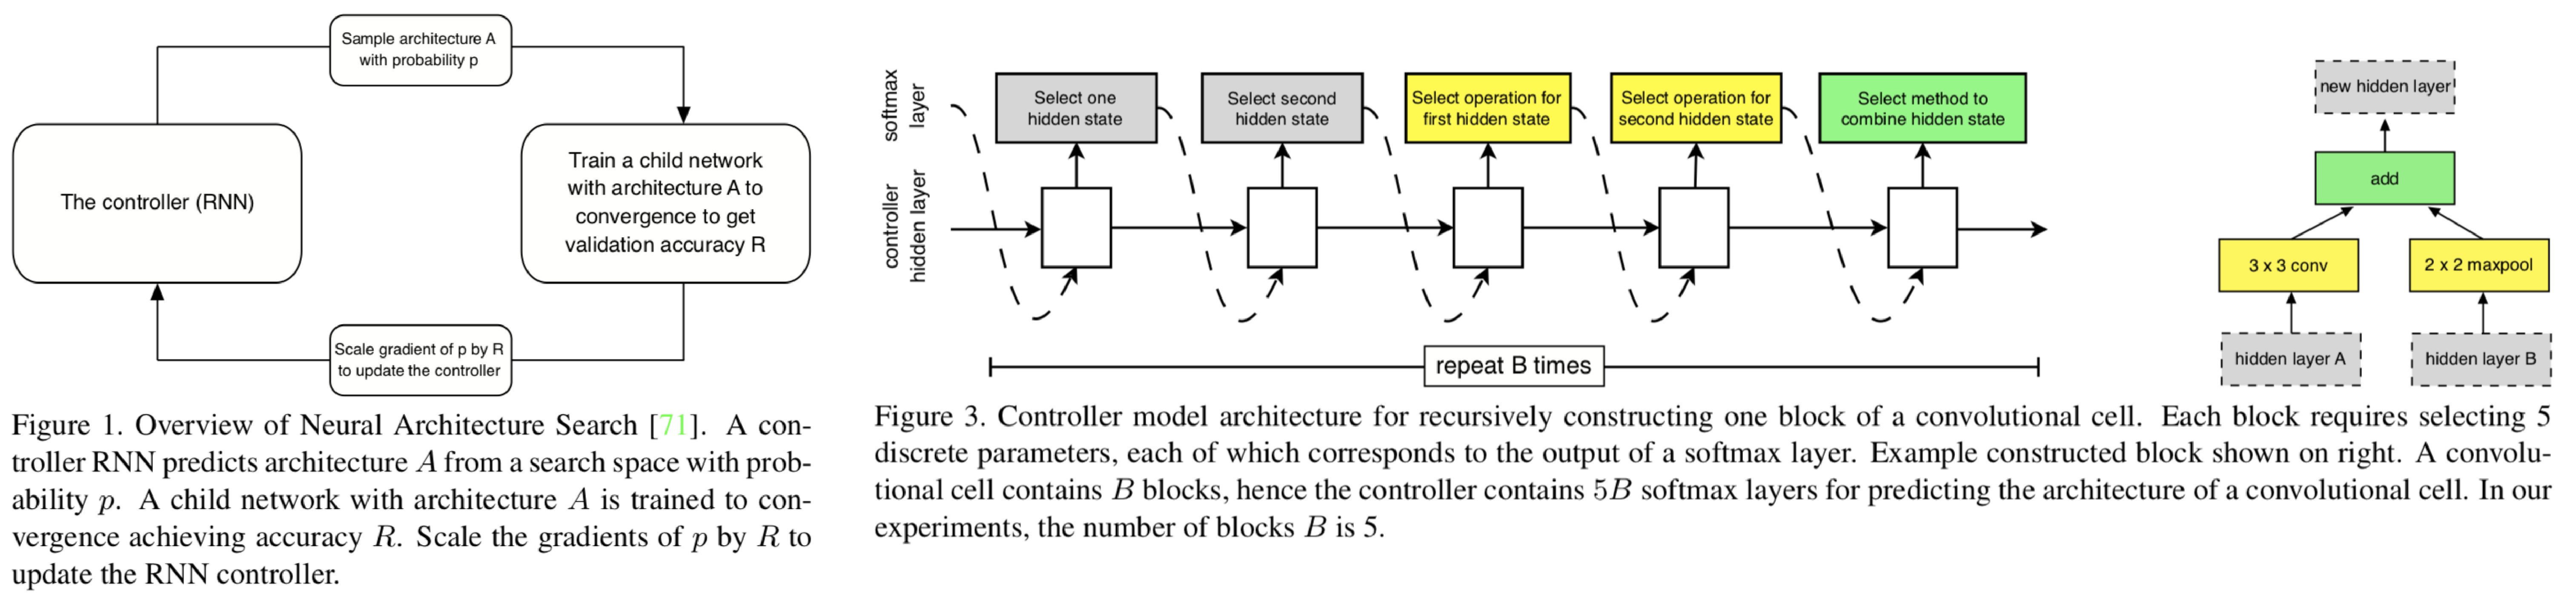 Sample architecture A
with probability p
The controller (RNN)
Train a child network
with architecture A to
convergence to get
validation accuracy R
Scale gradient of p by R
to update the controller
Figure 1. Overview of Neural Architecture Search [71]. A con-
troller RNN predicts architecture A from a search space with prob-
ability p. A child network with architecture A is trained to con-
vergence achieving accuracy R. Scale the gradients of p by R to
update the RNN controller.
softmax
layer
controller
hidden layer
Select one
hidden state
Select second
hidden state
Select operation for
first hidden state
Select operation for
second hidden state
Select method to
combine hidden state
repeat B times
new hidden layer
add
3 x 3 conv
2 x 2 maxpool
hidden layer A
hidden layer B
Figure 3. Controller model architecture for recursively constructing one block of a convolutional cell. Each block requires selecting 5
discrete parameters, each of which corresponds to the output of a softmax layer. Example constructed block shown on right. A convolu-
tional cell contains B blocks, hence the controller contains 5B softmax layers for predicting the architecture of a convolutional cell. In our
experiments, the number of blocks B is 5.